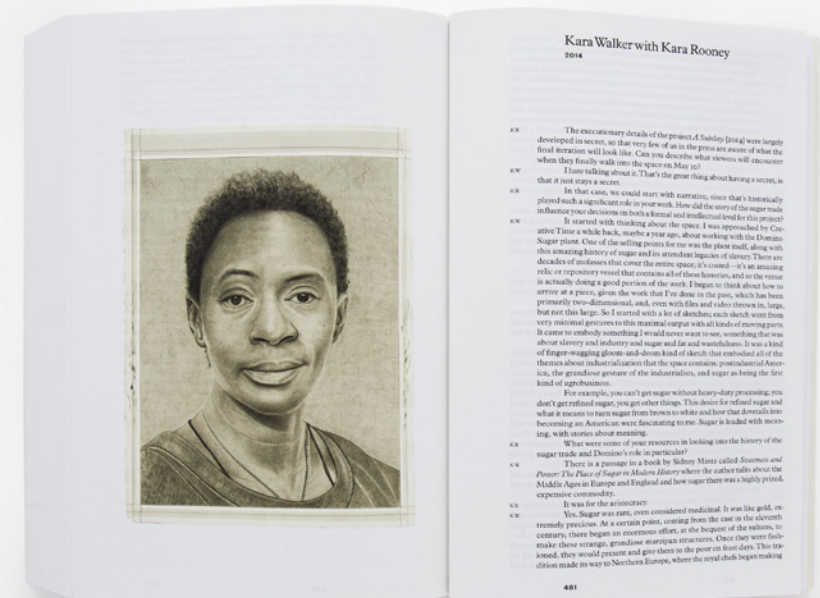 Kara Walker with Kara Rooney
2014
KR The executionary details of the project A Subtlety [2014] were largely
developed in secret, so that very few of us in the press are aware of what the
final iteration will look like. Can you describe what viewers will encounter
when they finally walk into the space on May 10?
KW I hate talking about it. That's the great thing about having a secret, is
that it just stays a secret.
KR In that case, we could start with narrative, since that's historically
played such a significant role in your work. How did the story of the sugar trade
influence your decisions on both a formal and intellectual level for this project?
KW It started with thinking about the space. I was approached by Cre-
ative Time a while back, maybe a year ago, about working with the Domino
Sugar plant. One of the selling points for me was the plant itself, along with
this amazing history of sugar and its attendant legacies of slavery. There are
decades of molasses that cover the entire space; it's coated—it's an amazing
relic or repository vessel that contains all of these histories, and so the venue
is actually doing a good portion of the work. I began to think about how to
arrive at a piece, given the work that I've done in the past, which has been
primarily two-dimensional, and, even with film and video thrown in, large,
but not this large. So I started with a lot of sketches; each sketch went from
very minimal gestures to this maximal output with all kinds of moving parts.
It came to embody something I would never want to see, something that was
about slavery and industry and sugar and fat and wastefulness. It was a kind
of finger-wagging gloom-and-doom kind of sketch that embodied all of the
themes about industrialization that the space contains: postindustrial Amer-
ica, the grandiose gesture of the industrialists, and sugar as being the first
kind of agrobusiness.
For example, you can't get sugar without heavy-duty processing; you
don't get refined sugar, you get other things. This desire for refined sugar and
what it means to turn sugar from brown to white and how that dovetails into
becoming an American were fascinating to me. Sugar is loaded with mean-
ing, with stories about meaning.
KR What were some of your resources in looking into the history of the
sugar trade and Domino's role in particular?
KW There is a passage in a book by Sidney Mintz called Sweetness and
Power: The Place of Sugar in Modern History where the author talks about the
Middle Ages in Europe and England and how sugar there was a highly prized,
expensive commodity.
KR It was for the aristocracy.
KW Yes. Sugar was rare, even considered medicinal. It was like gold, ex-
tremely precious. At a certain point, coming from the east in the eleventh
century, there began an enormous effort, at the bequest of the sultans, to
make these strange, grandiose marzipan structures. Once they were fash-
ioned, they would present and give them to the poor on feast days. This tra-
dition made its way to Northern Europe, where the royal chefs began making
481